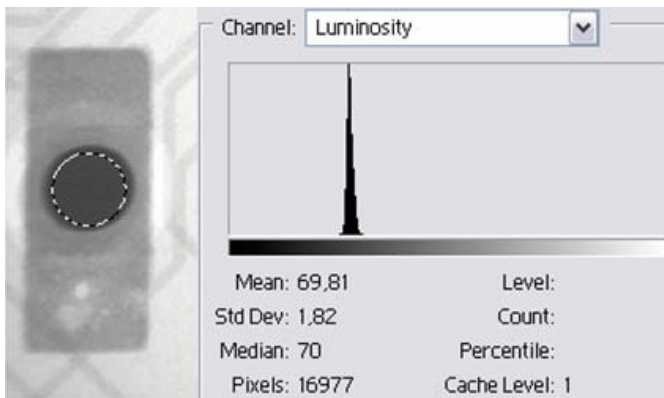 Channel: Luminosity
Mean: 69,81 Level:
Std Dev: 1,82 Count:
Median: 70 Percentile:
Pixels: 16977 Cache Level: 1